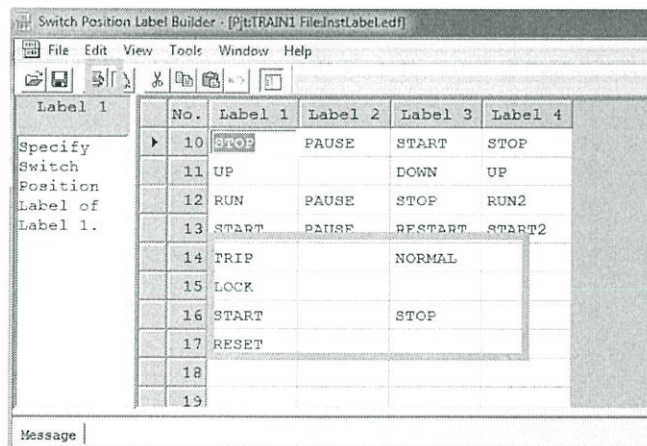 Switch Position Label Builder - [Pjt:TRAIN1 File:InstLabel.edf]
File Edit View Tools Window Help
Label 1
Specify
Switch
Position
Label of
Label 1.
No. Label 1 Label 2 Label 3 Label 4
10 STOP PAUSE START STOP
11 UP DOWN UP
12 RUN PAUSE STOP RUN2
13 START PAUSE RESTART START2
14 TRIP NORMAL
15 LOCK
16 START STOP
17 RESET
18
19
Message